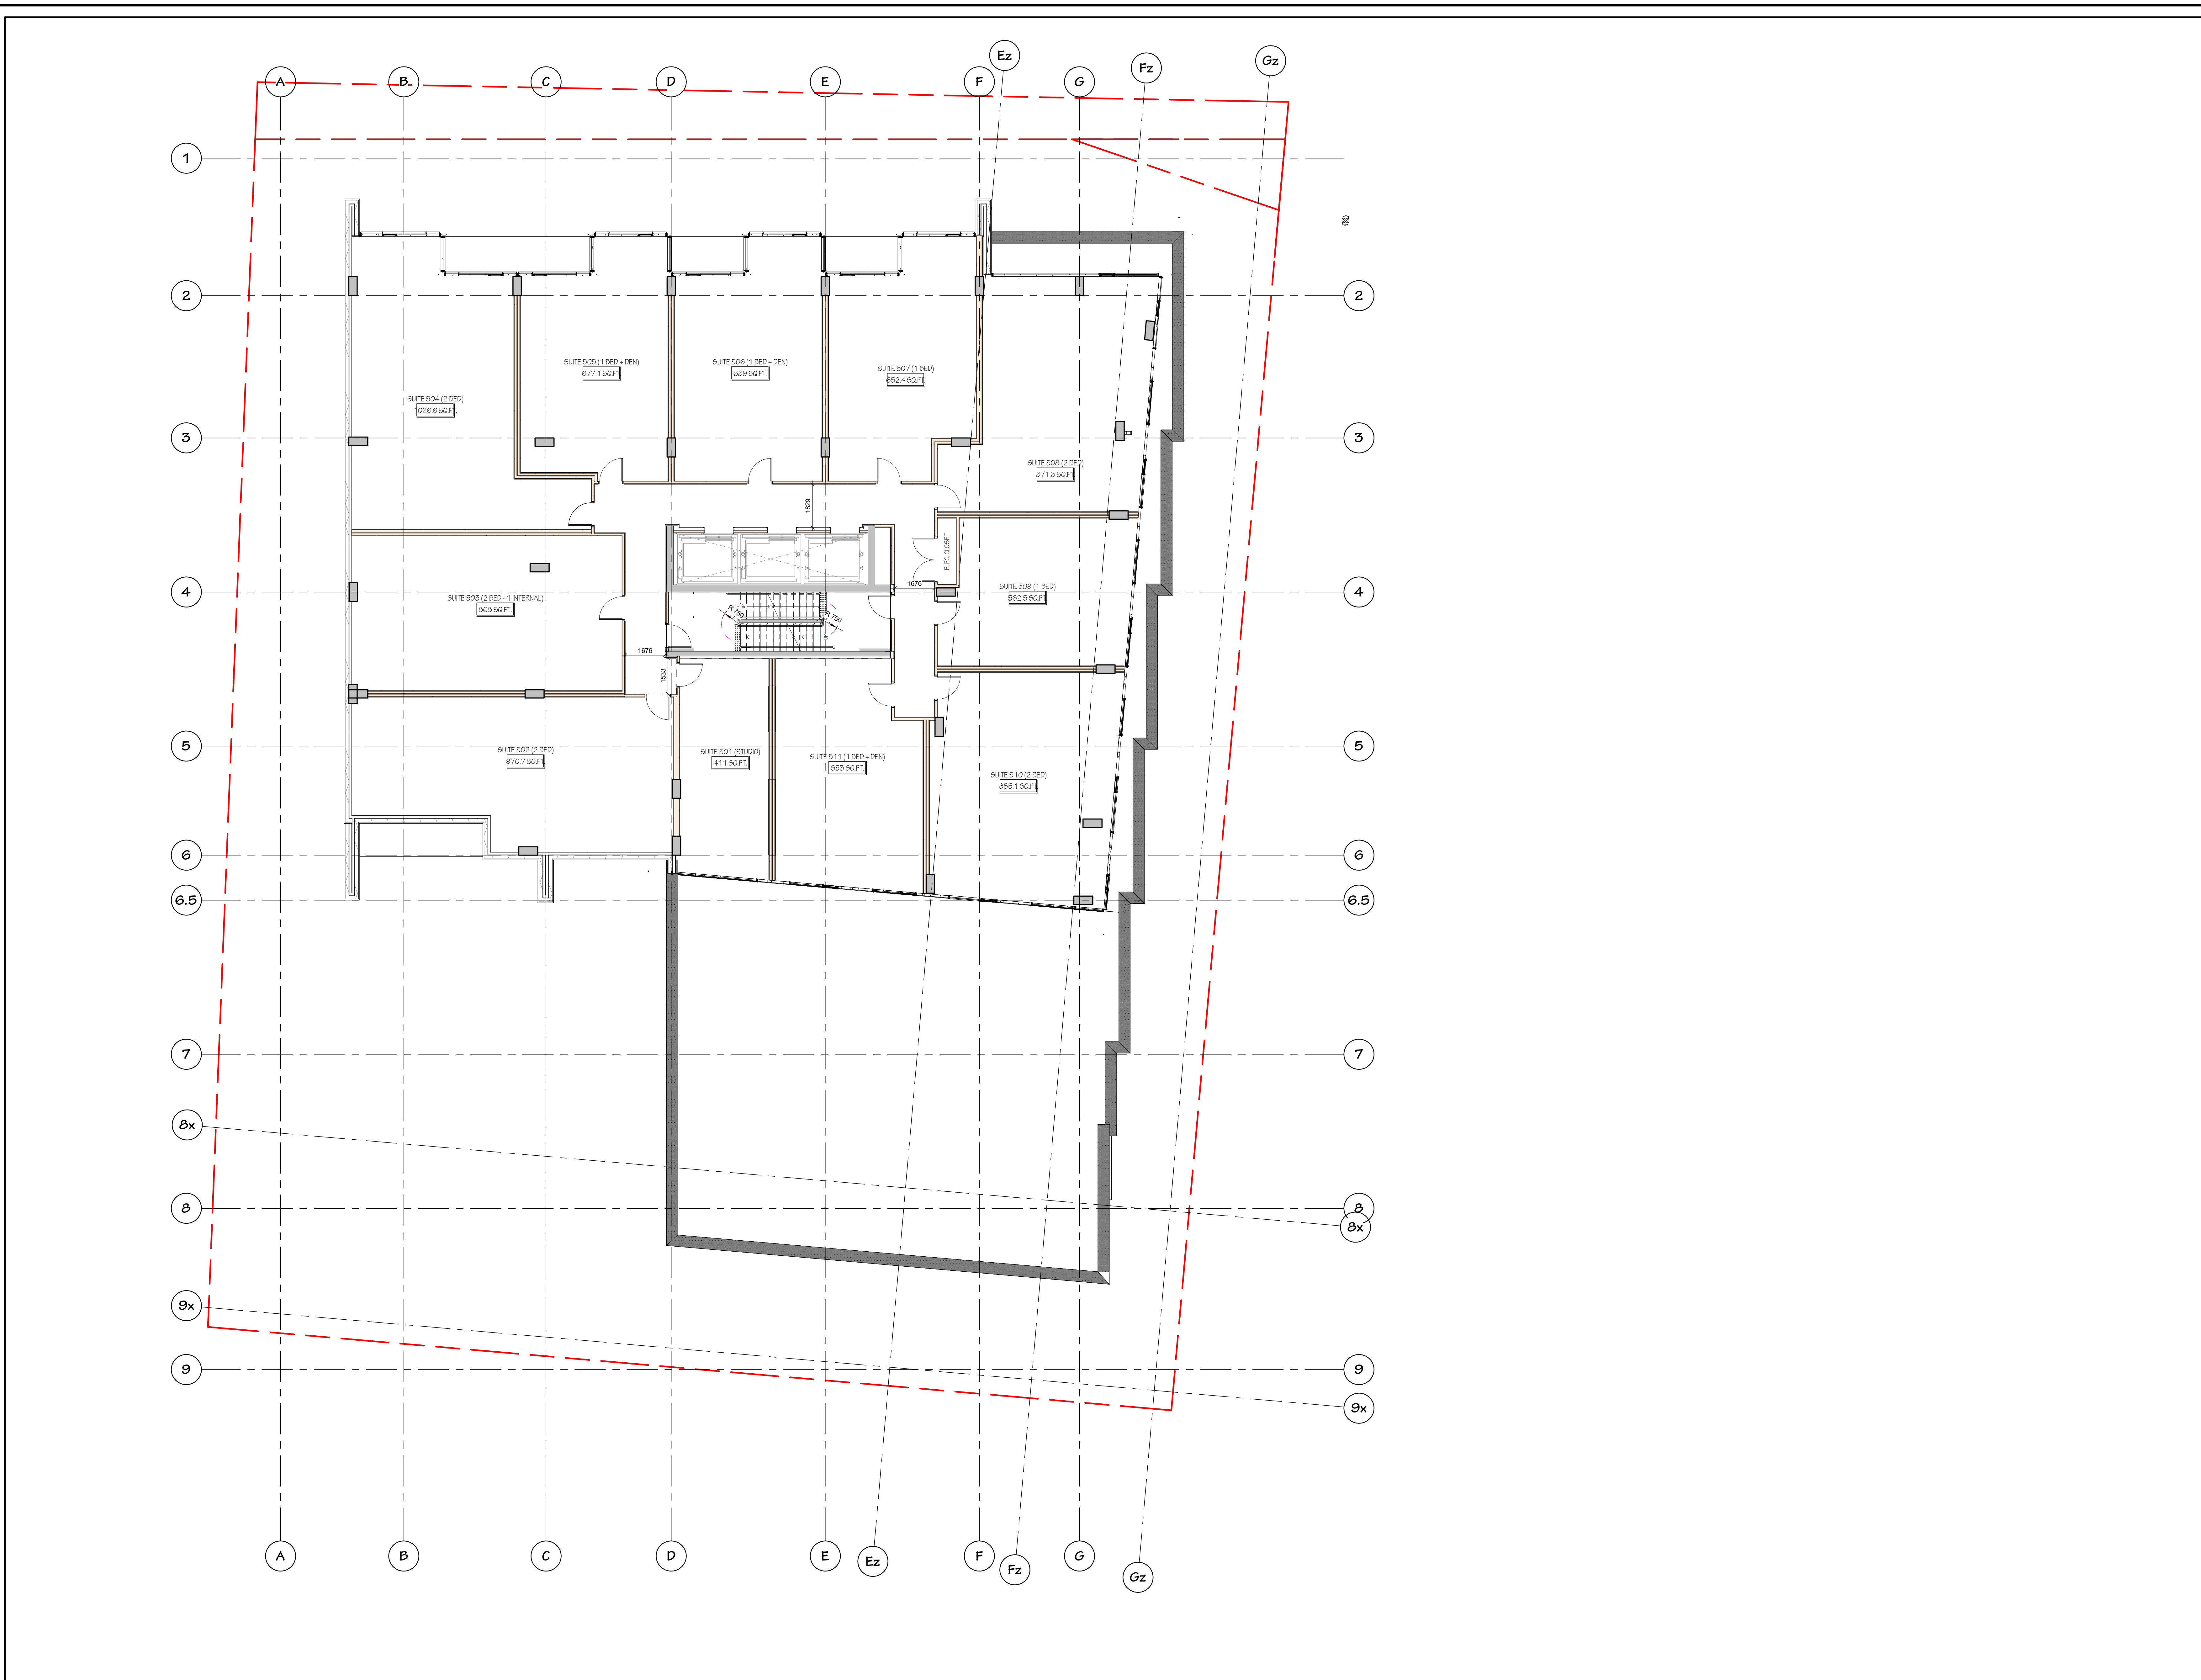 Ez
Fz
Gz
A
B
C
D
E
F
G
1
2
2
SUITE 505 (1 BED + DEN)
677.1 SQ.FT.
SUITE 506 (1 BED + DEN)
689 SQ.FT.
SUITE 507 (1 BED)
652.4 SQ.FT.
SUITE 504 (2 BED)
1026.6 SQ.FT.
3
3
SUITE 508 (2 BED)
871.3 SQ.FT.
1829
ELEC. CLOSET
1676
4
4
SUITE 503 (2 BED - 1 INTERNAL)
868 SQ.FT.
SUITE 509 (1 BED)
562.5 SQ.FT.
R 750
R 750
1676
1533
5
5
SUITE 502 (2 BED)
970.7 SQ.FT.
SUITE 501 (STUDIO)
411 SQ.FT.
SUITE 511 (1 BED + DEN)
653 SQ.FT.
SUITE 510 (2 BED)
855.1 SQ.FT.
6
6
6.5
6.5
7
7
8x
8
8
8x
9x
9
9
9x
A
B
C
D
E
Ez
F
Fz
G
Gz